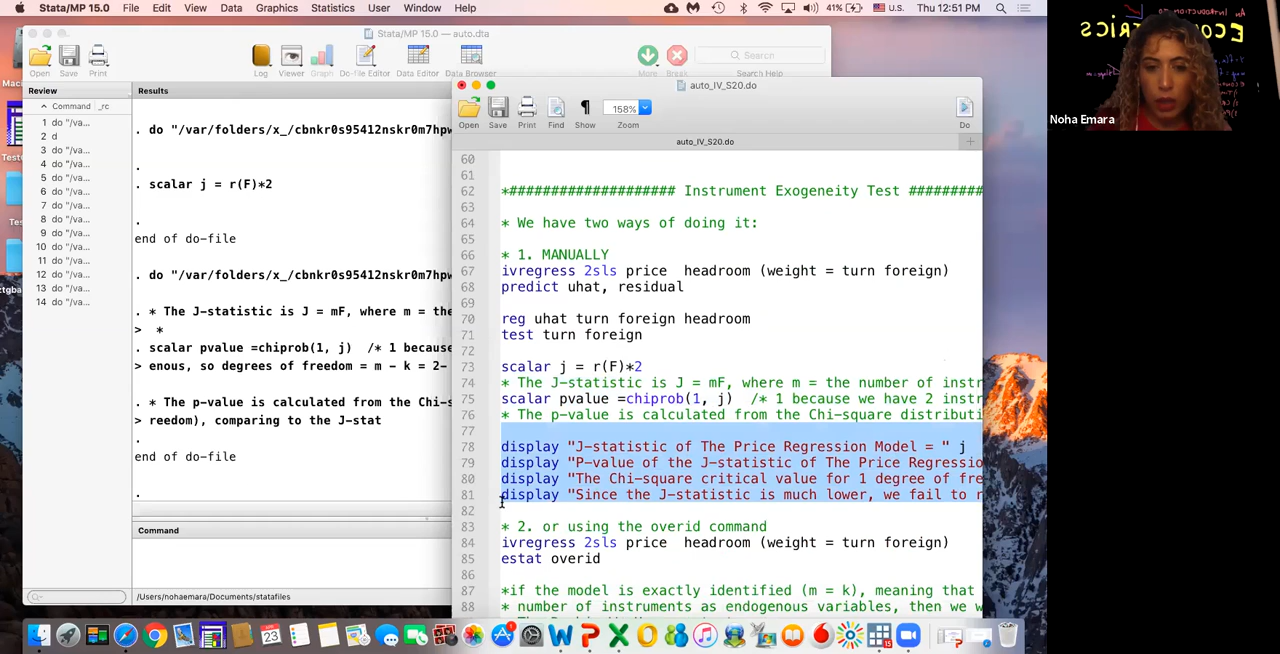 Stata/MP 15.0 File Edit View Data Graphics Statistics User Window Help 41% U.S. Thu 12:51 PM
Stata/MP 15.0 — auto.dta
Open Save Print Log Viewer Graph Do-file Editor Data Editor Data Browser More Break Search
Search Help
Review
Command _rc
1 do "/va...
2 d
3 do "/va...
4 do "/va...
5 do "/va...
6 do "/va...
7 do "/va...
8 do "/va...
9 do "/va...
10 do "/va...
11 do "/va...
12 do "/va...
13 do "/va...
14 do "/va...
Results
. do "/var/folders/x_/cbnkr0s95412nskr0m7hpw
.
. scalar j = r(F)*2
.
end of do-file
. do "/var/folders/x_/cbnkr0s95412nskr0m7hpw
. * The J-statistic is J = mF, where m = the
> *
. scalar pvalue =chiprob(1, j) /* 1 because
> enous, so degrees of freedom = m - k = 2-
. * The p-value is calculated from the Chi-s
> reedom), comparing to the J-stat
.
end of do-file
.
Command
/Users/nohaemara/Documents/statafiles
auto_IV_S20.do
Open Save Print Find Show 158% Zoom Do
auto_IV_S20.do
60
61
62 *#################### Instrument Exogeneity Test #########
63
64 * We have two ways of doing it:
65
66 * 1. MANUALLY
67 ivregress 2sls price headroom (weight = turn foreign)
68 predict uhat, residual
69
70 reg uhat turn foreign headroom
71 test turn foreign
72
73 scalar j = r(F)*2
74 * The J-statistic is J = mF, where m = the number of instr
75 scalar pvalue =chiprob(1, j) /* 1 because we have 2 instr
76 * The p-value is calculated from the Chi-square distributi
77
78 display "J-statistic of The Price Regression Model = " j
79 display "P-value of the J-statistic of The Price Regressio
80 display "The Chi-square critical value for 1 degree of fre
81 display "Since the J-statistic is much lower, we fail to r
82
83 * 2. or using the overid command
84 ivregress 2sls price headroom (weight = turn foreign)
85 estat overid
86
87 *if the model is exactly identified (m = k), meaning that
88 * number of instruments as endogenous variables, then we w
Noha Emara